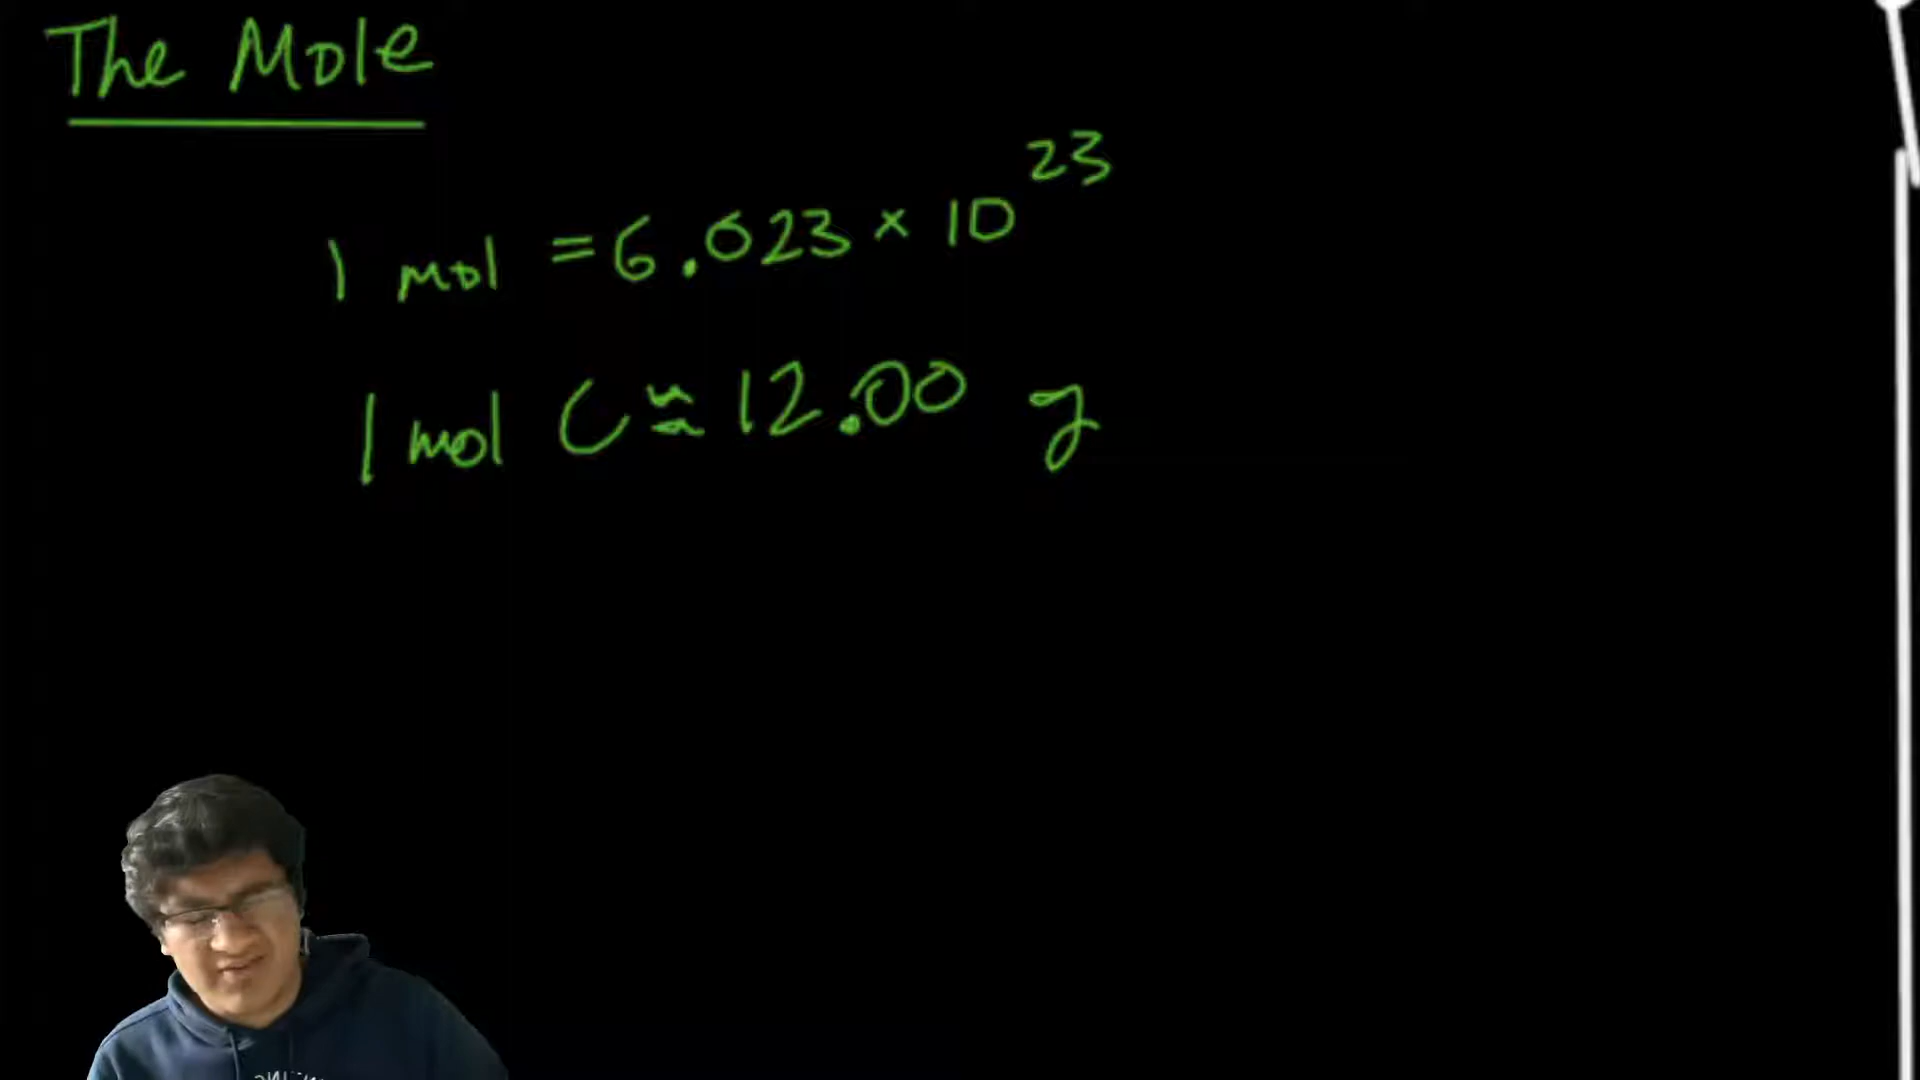 The Mole
1 mol = 6.023 × 10²³
1 mol C ≈ 12.00 g